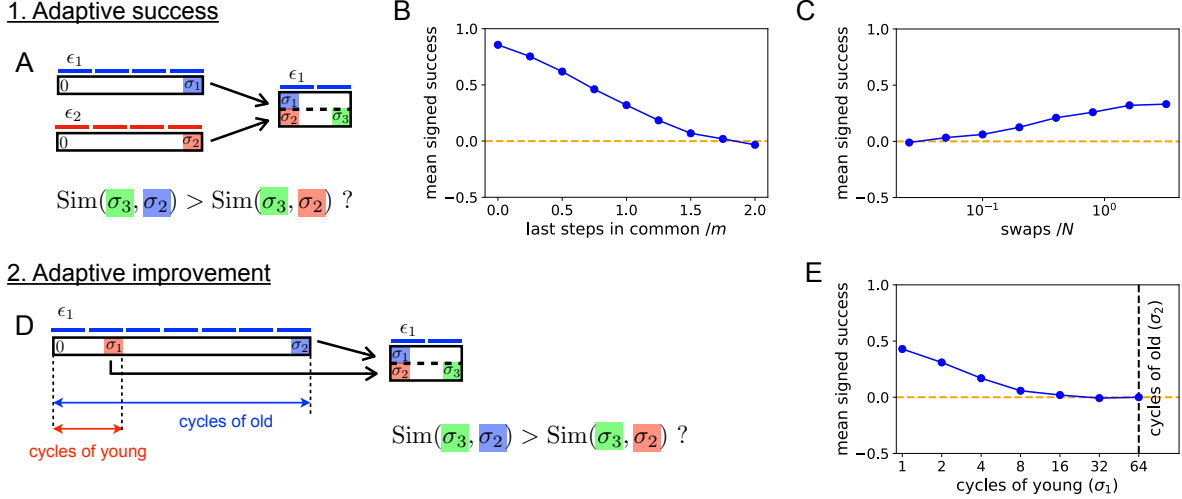 1. Adaptive success
A
ϵ₁
0
σ₁
ϵ₂
0
σ₂
ϵ₁
σ₁
σ₂
σ₃
Sim(σ₃, σ₂) > Sim(σ₃, σ₂) ?
B
mean signed success
1.0
0.5
0.0
−0.5
0.0 0.5 1.0 1.5 2.0
last steps in common /m
C
mean signed success
1.0
0.5
0.0
−0.5
10⁻¹ 10⁰
swaps /N
2. Adaptive improvement
D
ϵ₁
0
σ₁
σ₂
cycles of old
cycles of young
ϵ₁
σ₁
σ₂
σ₃
Sim(σ₃, σ₂) > Sim(σ₃, σ₂) ?
E
mean signed success
1.0
0.5
0.0
−0.5
1 2 4 8 16 32 64
cycles of young (σ₁)
cycles of old (σ₂)